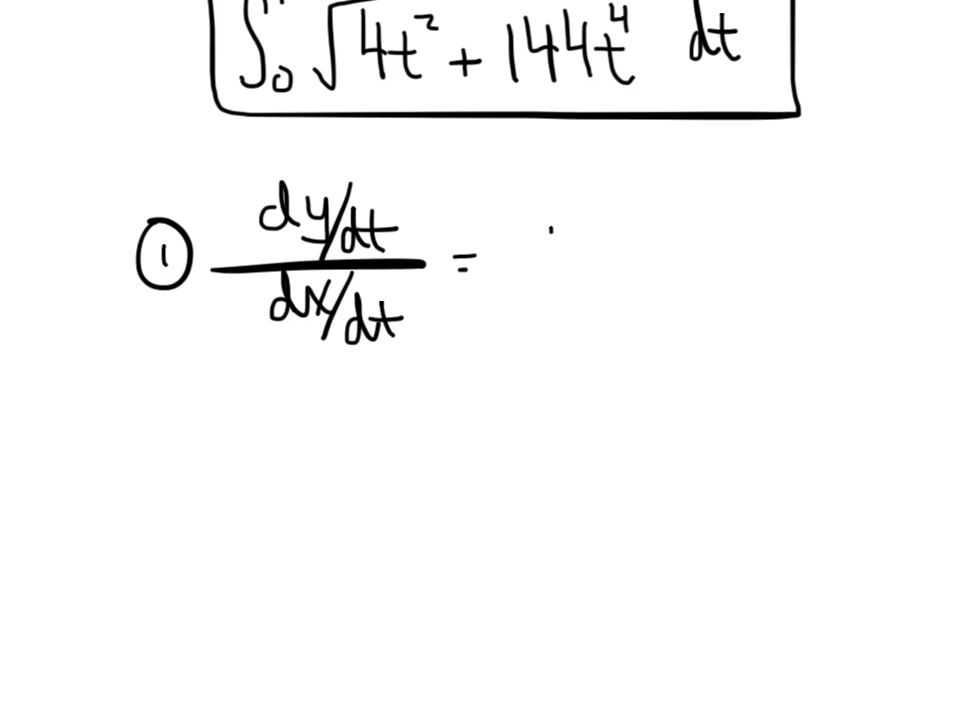 ∫₀ √4t² + 144t⁴ dt
① dy/dt =
dx/dt